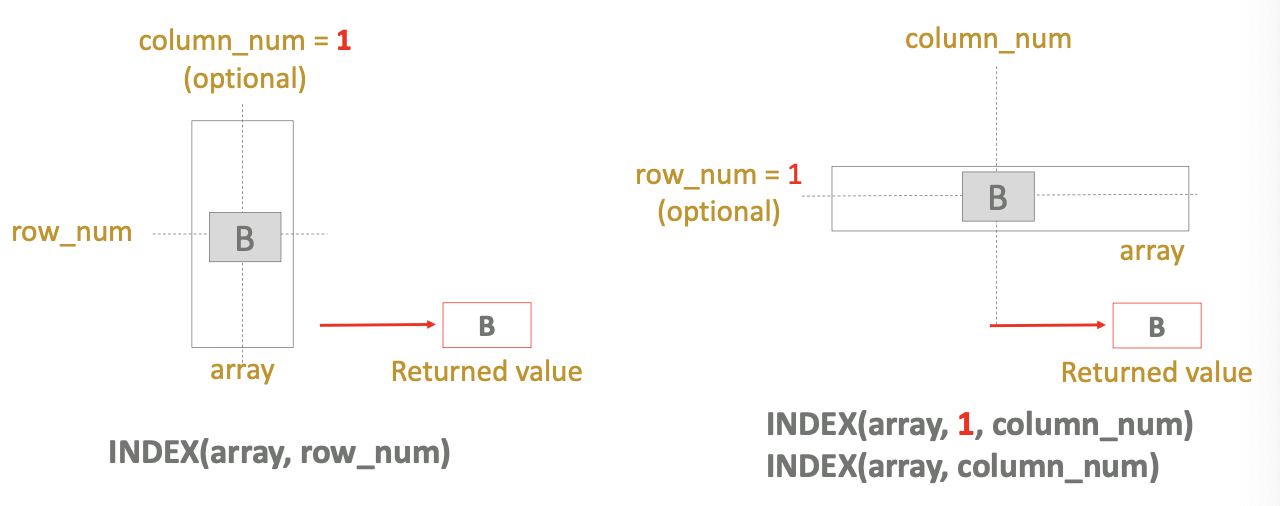 column_num = 1
(optional)
row_num
B
array
B
Returned value
INDEX(array, row_num)
column_num
row_num = 1
(optional)
B
array
B
Returned value
INDEX(array, 1, column_num)
INDEX(array, column_num)